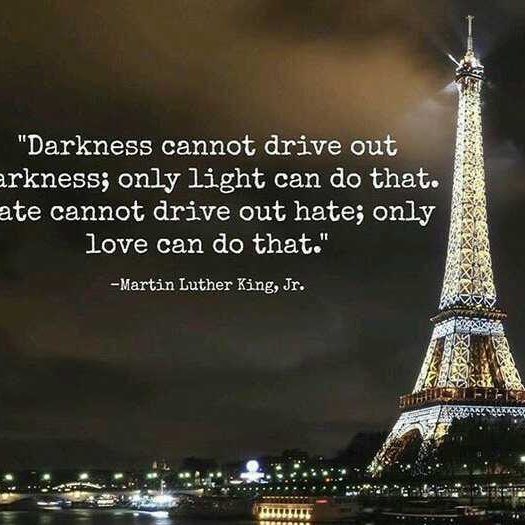 "Darkness cannot drive out
arkness; only light can do that.
ate cannot drive out hate; only
love can do that."
-Martin Luther King, Jr.